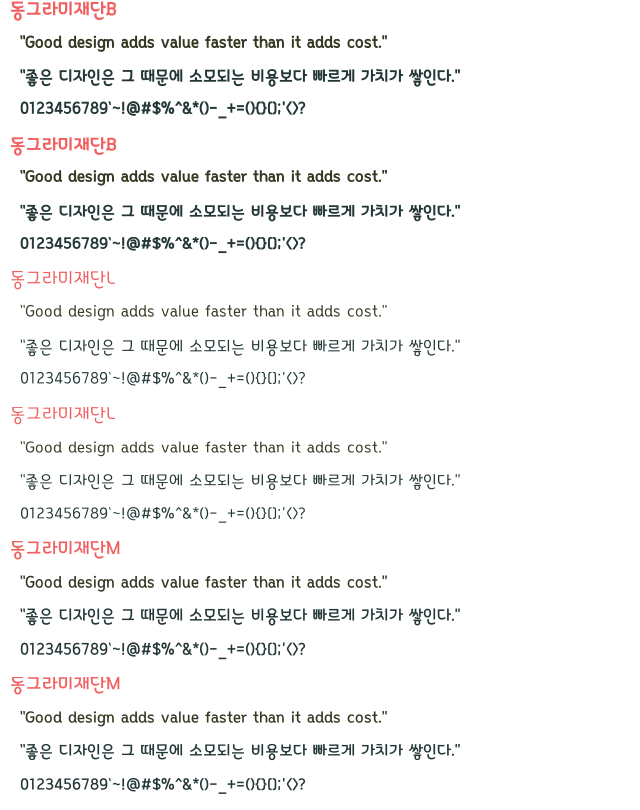 동그라미재단B
"Good design adds value faster than it adds cost."
"좋은 디자인은 그 때문에 소모되는 비용보다 빠르게 가치가 쌓인다."
0123456789`~!@#$%^&*()-_+=(){}[];'<>?
동그라미재단B
"Good design adds value faster than it adds cost."
"좋은 디자인은 그 때문에 소모되는 비용보다 빠르게 가치가 쌓인다."
0123456789`~!@#$%^&*()-_+=(){}[];'<>?
동그라미재단L
"Good design adds value faster than it adds cost."
"좋은 디자인은 그 때문에 소모되는 비용보다 빠르게 가치가 쌓인다."
0123456789`~!@#$%^&*()-_+=(){}[];'<>?
동그라미재단L
"Good design adds value faster than it adds cost."
"좋은 디자인은 그 때문에 소모되는 비용보다 빠르게 가치가 쌓인다."
0123456789`~!@#$%^&*()-_+=(){}[];'<>?
동그라미재단M
"Good design adds value faster than it adds cost."
"좋은 디자인은 그 때문에 소모되는 비용보다 빠르게 가치가 쌓인다."
0123456789`~!@#$%^&*()-_+=(){}[];'<>?
동그라미재단M
"Good design adds value faster than it adds cost."
"좋은 디자인은 그 때문에 소모되는 비용보다 빠르게 가치가 쌓인다."
0123456789`~!@#$%^&*()-_+=(){}[];'<>?